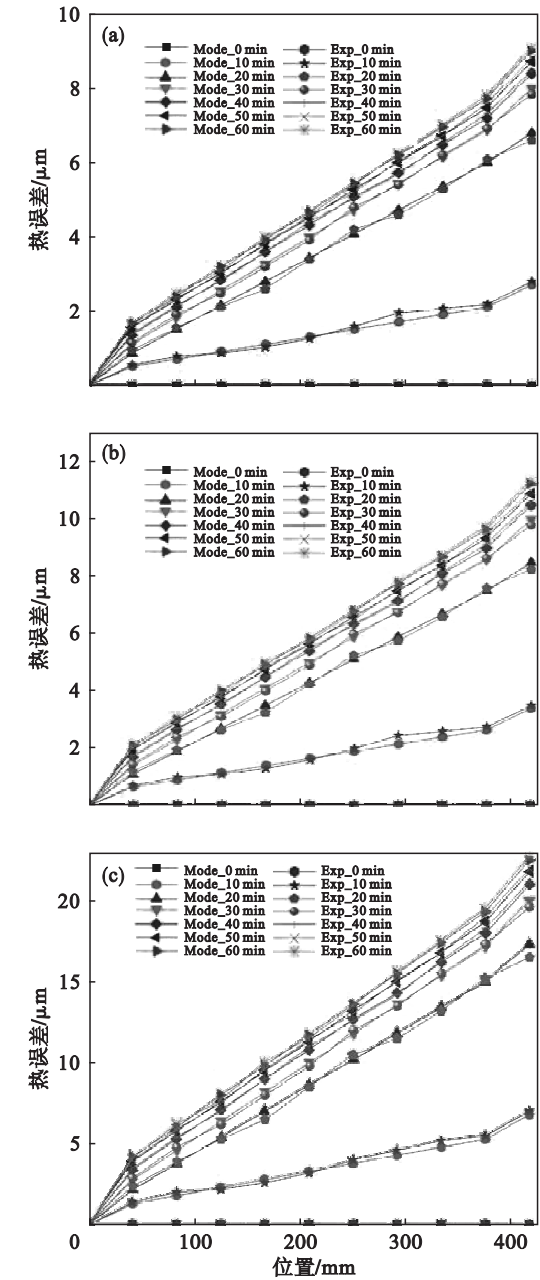 10
(a)
Mode_0 min Exp_0 min
Mode_10 min Exp_10 min
Mode_20 min Exp_20 min
Mode_30 min Exp_30 min
Mode_40 min Exp_40 min
Mode_50 min Exp_50 min
Mode_60 min Exp_60 min
8
6
4
2
热误差/μm
(b)
12
Mode_0 min Exp_0 min
Mode_10 min Exp_10 min
Mode_20 min Exp_20 min
Mode_30 min Exp_30 min
Mode_40 min Exp_40 min
Mode_50 min Exp_50 min
Mode_60 min Exp_60 min
10
8
6
4
2
热误差/μm
(c)
Mode_0 min Exp_0 min
Mode_10 min Exp_10 min
Mode_20 min Exp_20 min
Mode_30 min Exp_30 min
Mode_40 min Exp_40 min
Mode_50 min Exp_50 min
Mode_60 min Exp_60 min
20
15
10
5
热误差/μm
0 100 200 300 400
位置/mm